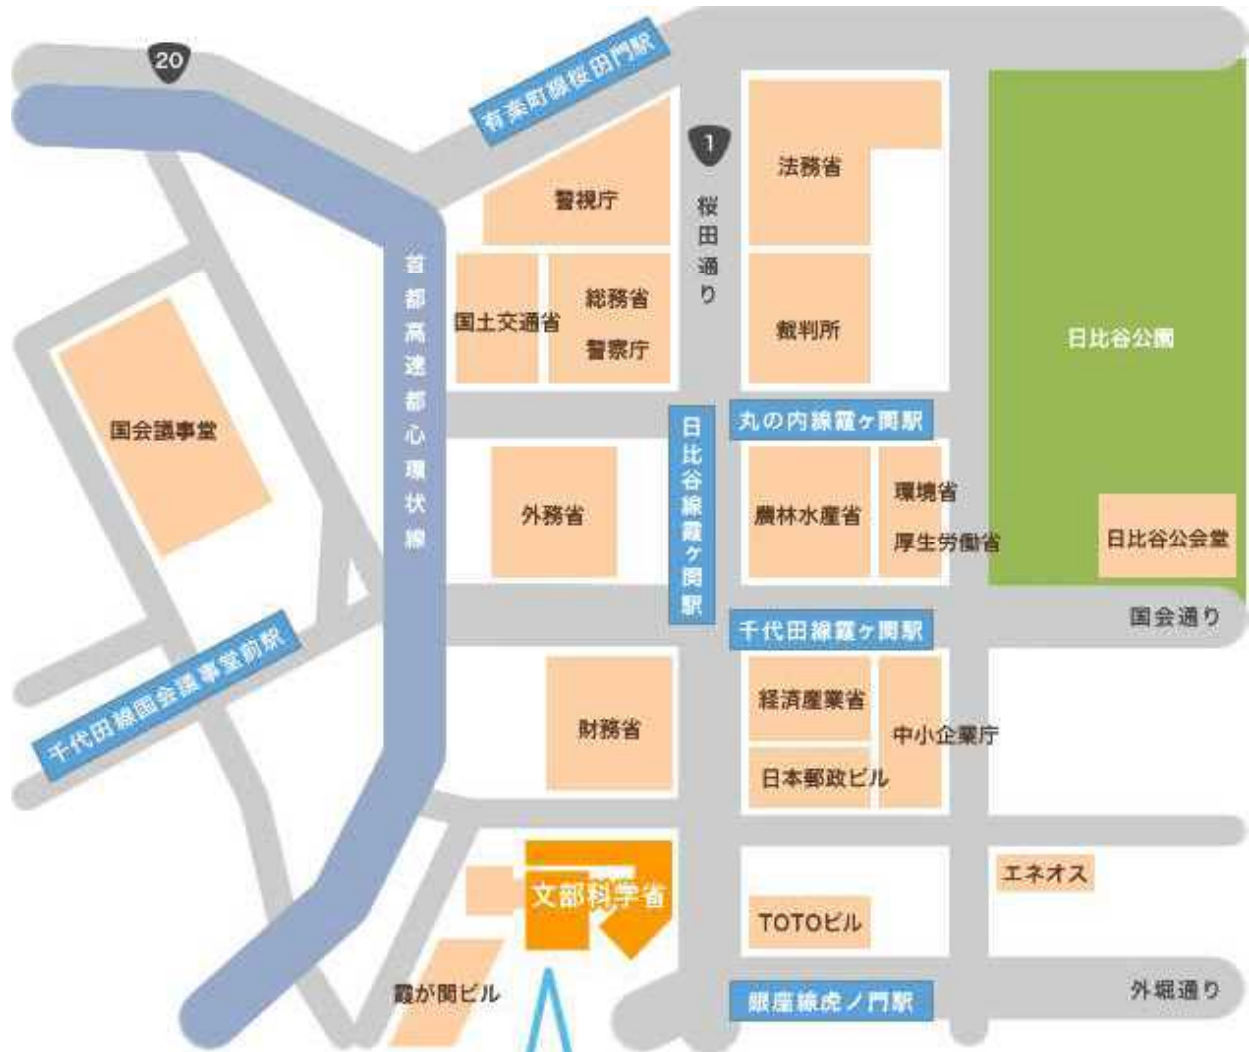 20
有楽町線桜田門駅
1
桜田通り
法務省
警視庁
首都高速都心環状線
国土交通省
総務省
警察庁
裁判所
日比谷公園
国会議事堂
丸の内線霞ヶ関駅
日比谷線霞ヶ関駅
外務省
農林水産省
環境省
厚生労働省
日比谷公会堂
国会通り
千代田線霞ヶ関駅
千代田線国会議事堂前駅
財務省
経済産業省
中小企業庁
日本郵政ビル
エネオス
文部科学省
TOTOビル
霞が関ビル
銀座線虎ノ門駅
外堀通り